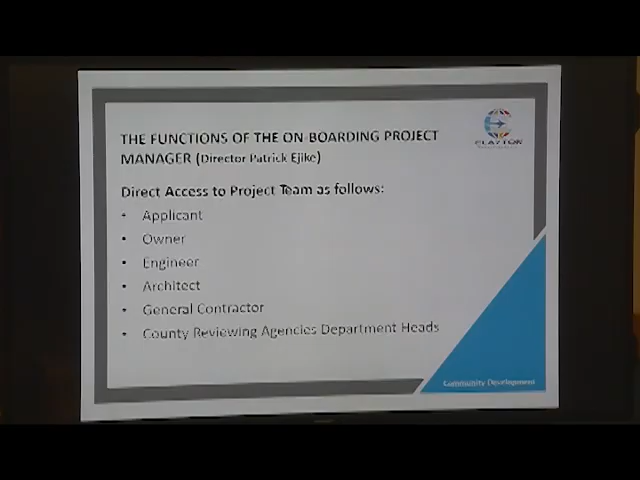 THE FUNCTIONS OF THE ON-BOARDING PROJECT
MANAGER (Director Patrick Ejike)
CLAYTON
Direct Access to Project Team as follows:
• Applicant
• Owner
• Engineer
• Architect
• General Contractor
• County Reviewing Agencies Department Heads
Community Development